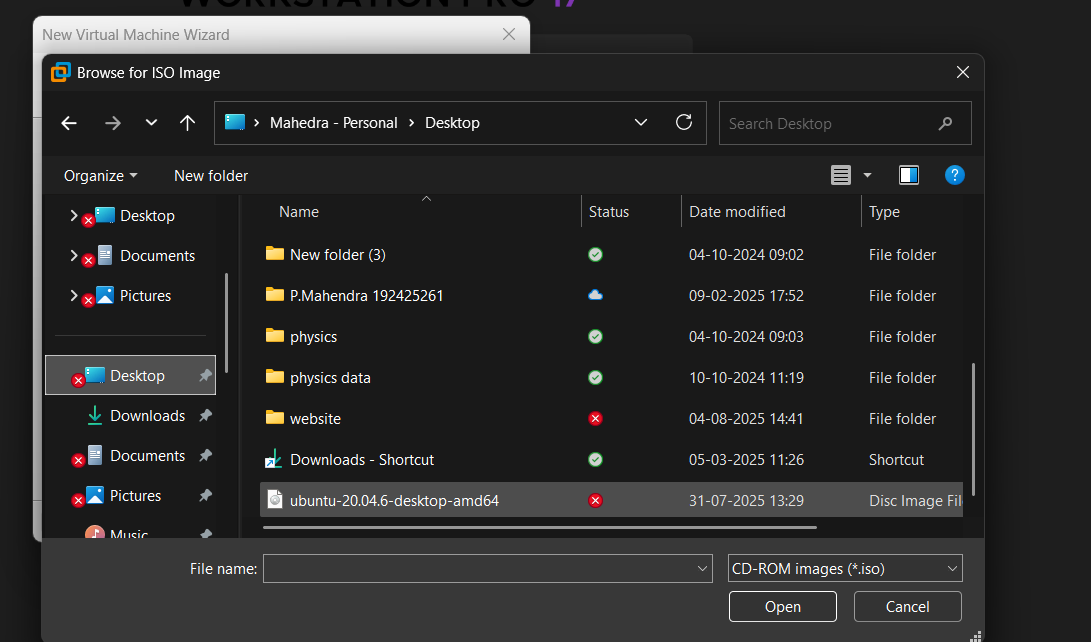 WORKSTATION PRO 17
New Virtual Machine Wizard
Browse for ISO Image
Mahedra - Personal > Desktop
Search Desktop
Organize
New folder
Desktop
Documents
Pictures
Desktop
Downloads
Documents
Pictures
Music
Name Status Date modified Type
New folder (3) 04-10-2024 09:02 File folder
P.Mahendra 192425261 09-02-2025 17:52 File folder
physics 04-10-2024 09:03 File folder
physics data 10-10-2024 11:19 File folder
website 04-08-2025 14:41 File folder
Downloads - Shortcut 05-03-2025 11:26 Shortcut
ubuntu-20.04.6-desktop-amd64 31-07-2025 13:29 Disc Image Fil
File name:
CD-ROM images (*.iso)
Open
Cancel